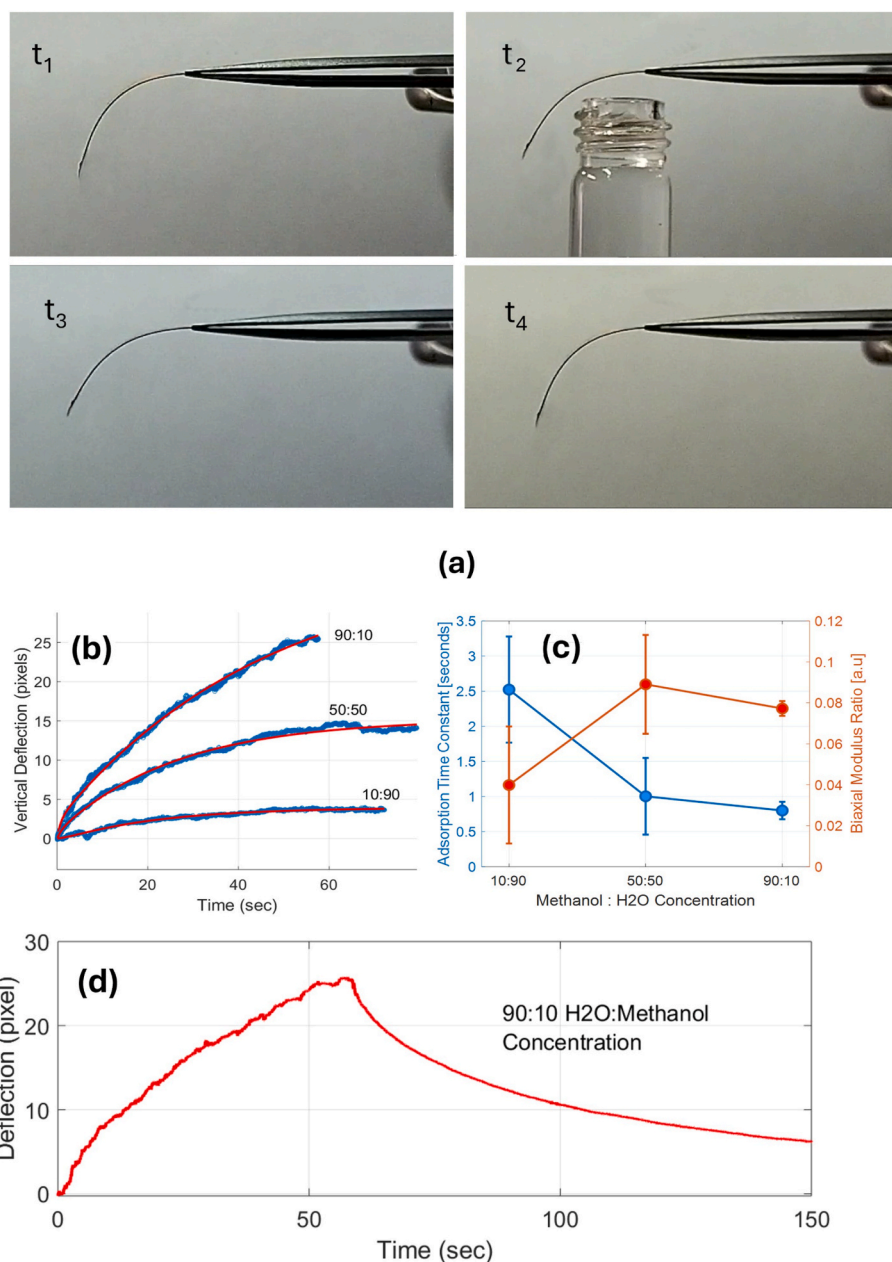 t1
t2
t3
t4
(a)
(b)
Vertical Deflection (pixels)
25
20
15
10
5
0
90:10
50:50
10:90
0
20
40
60
Time (sec)
(c)
Adsorption Time Constant [seconds]
3.5
3
2.5
2
1.5
1
0.5
0
Biaxial Modulus Ratio [a.u]
0.12
0.1
0.08
0.06
0.04
0.02
0
10:90
50:50
90:10
Methanol : H2O Concentration
(d)
Deflection (pixel)
30
20
10
0
90:10 H2O:Methanol
Concentration
0
50
100
150
Time (sec)